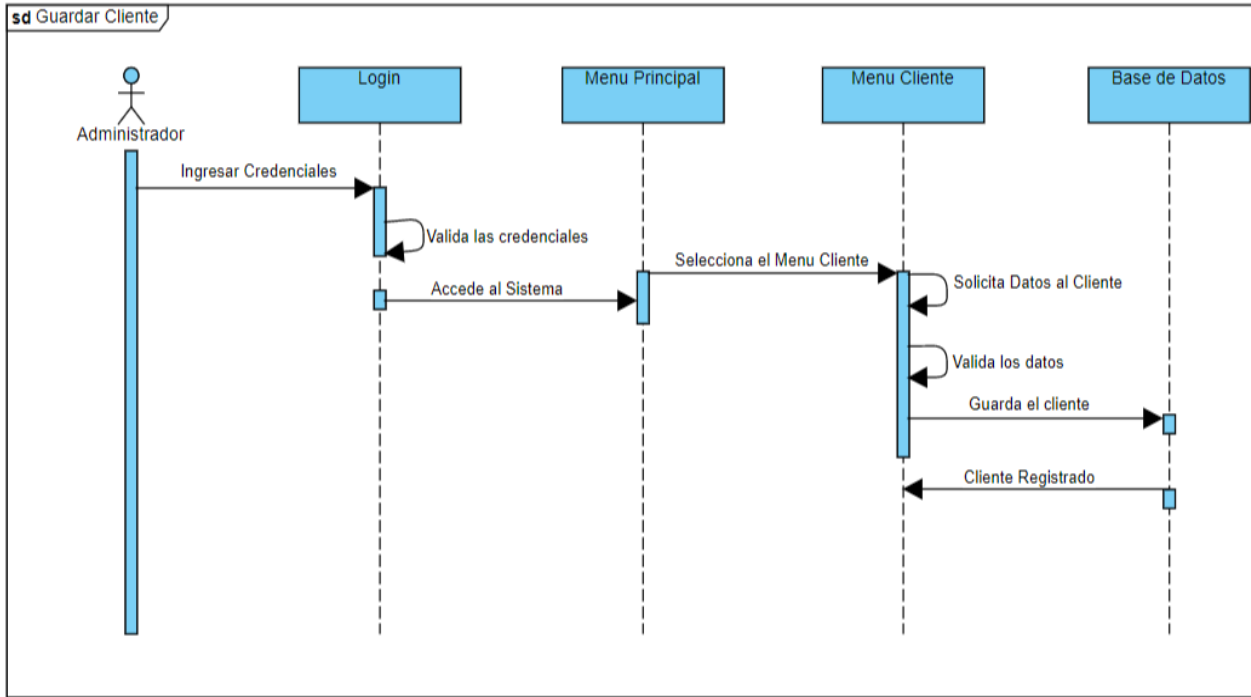 sd Guardar Cliente
Login
Menu Principal
Menu Cliente
Base de Datos
Administrador
Ingresar Credenciales
Valida las credenciales
Selecciona el Menu Cliente
Solicita Datos al Cliente
Accede al Sistema
Valida los datos
Guarda el cliente
Cliente Registrado